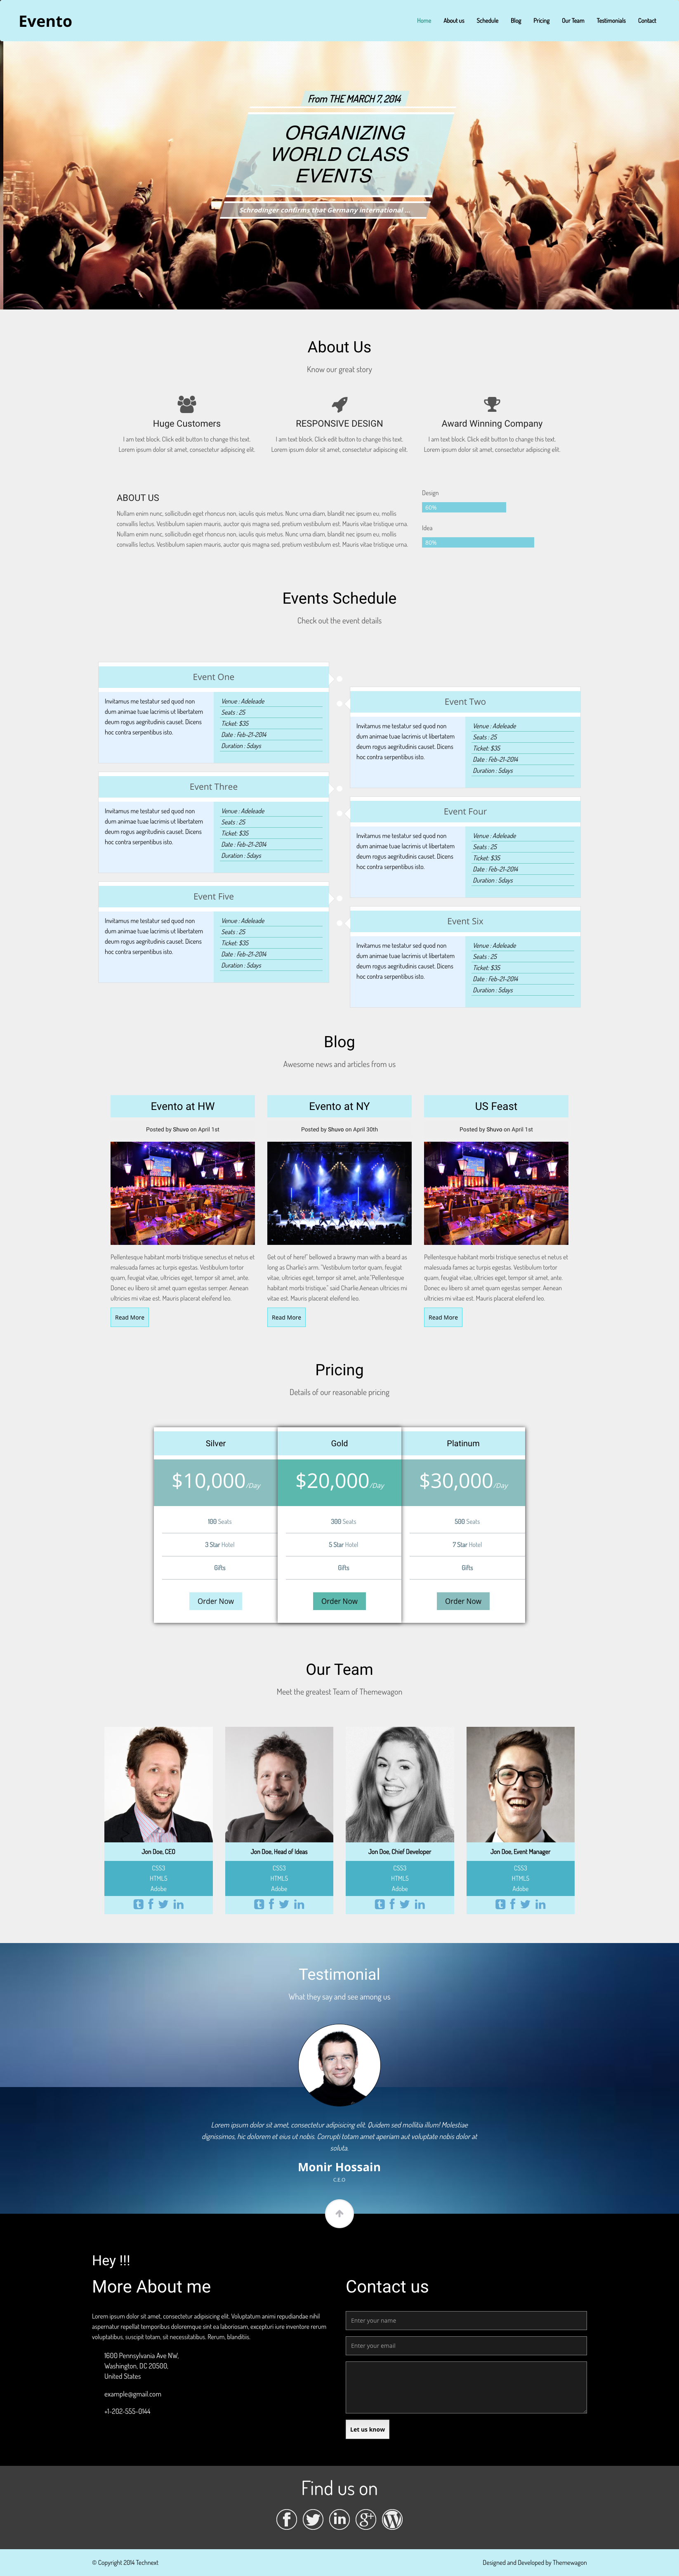 Evento
Home About us Schedule Blog Pricing Our Team Testimonials Contact
From THE MARCH 7, 2014
ORGANIZING
WORLD CLASS
EVENTS
Schrodinger confirms that Germany international ...
About Us
Know our great story
Huge Customers
I am text block. Click edit button to change this text.
Lorem ipsum dolor sit amet, consectetur adipiscing elit.
RESPONSIVE DESIGN
I am text block. Click edit button to change this text.
Lorem ipsum dolor sit amet, consectetur adipiscing elit.
Award Winning Company
I am text block. Click edit button to change this text.
Lorem ipsum dolor sit amet, consectetur adipiscing elit.
ABOUT US
Nullam enim nunc, sollicitudin eget rhoncus non, iaculis quis metus. Nunc urna diam, blandit nec ipsum eu, mollis
convallis lectus. Vestibulum sapien mauris, auctor quis magna sed, pretium vestibulum est. Mauris vitae tristique urna.
Nullam enim nunc, sollicitudin eget rhoncus non, iaculis quis metus. Nunc urna diam, blandit nec ipsum eu, mollis
convallis lectus. Vestibulum sapien mauris, auctor quis magna sed, pretium vestibulum est. Mauris vitae tristique urna.
Design
60%
Idea
80%
Events Schedule
Check out the event details
Event One
Invitamus me testatur sed quod non
dum animae tuae lacrimis ut libertatem
deum rogus aegritudinis causet. Dicens
hoc contra serpentibus isto.
Venue : Adeleade
Seats : 25
Ticket: $35
Date : Feb-21-2014
Duration : 5days
Event Two
Invitamus me testatur sed quod non
dum animae tuae lacrimis ut libertatem
deum rogus aegritudinis causet. Dicens
hoc contra serpentibus isto.
Venue : Adeleade
Seats : 25
Ticket: $35
Date : Feb-21-2014
Duration : 5days
Event Three
Invitamus me testatur sed quod non
dum animae tuae lacrimis ut libertatem
deum rogus aegritudinis causet. Dicens
hoc contra serpentibus isto.
Venue : Adeleade
Seats : 25
Ticket: $35
Date : Feb-21-2014
Duration : 5days
Event Four
Invitamus me testatur sed quod non
dum animae tuae lacrimis ut libertatem
deum rogus aegritudinis causet. Dicens
hoc contra serpentibus isto.
Venue : Adeleade
Seats : 25
Ticket: $35
Date : Feb-21-2014
Duration : 5days
Event Five
Invitamus me testatur sed quod non
dum animae tuae lacrimis ut libertatem
deum rogus aegritudinis causet. Dicens
hoc contra serpentibus isto.
Venue : Adeleade
Seats : 25
Ticket: $35
Date : Feb-21-2014
Duration : 5days
Event Six
Invitamus me testatur sed quod non
dum animae tuae lacrimis ut libertatem
deum rogus aegritudinis causet. Dicens
hoc contra serpentibus isto.
Venue : Adeleade
Seats : 25
Ticket: $35
Date : Feb-21-2014
Duration : 5days
Blog
Awesome news and articles from us
Evento at HW
Posted by Shuvo on April 1st
Pellentesque habitant morbi tristique senectus et netus et
malesuada fames ac turpis egestas. Vestibulum tortor
quam, feugiat vitae, ultricies eget, tempor sit amet, ante.
Donec eu libero sit amet quam egestas semper. Aenean
ultricies mi vitae est. Mauris placerat eleifend leo.
Read More
Evento at NY
Posted by Shuvo on April 30th
Get out of here!" bellowed a brawny man with a beard as
long as Charlie's arm. "Vestibulum tortor quam, feugiat
vitae, ultricies eget, tempor sit amet, ante."Pellentesque
habitant morbi tristique" said Charlie.Aenean ultricies mi
vitae est. Mauris placerat eleifend leo.
Read More
US Feast
Posted by Shuvo on April 1st
Pellentesque habitant morbi tristique senectus et netus et
malesuada fames ac turpis egestas. Vestibulum tortor
quam, feugiat vitae, ultricies eget, tempor sit amet, ante.
Donec eu libero sit amet quam egestas semper. Aenean
ultricies mi vitae est. Mauris placerat eleifend leo.
Read More
Pricing
Details of our reasonable pricing
Silver
$10,000/Day
100 Seats
3 Star Hotel
Gifts
Order Now
Gold
$20,000/Day
300 Seats
5 Star Hotel
Gifts
Order Now
Platinum
$30,000/Day
500 Seats
7 Star Hotel
Gifts
Order Now
Our Team
Meet the greatest Team of Themewagon
Jon Doe, CEO
CSS3
HTML5
Adobe
Jon Doe, Head of Ideas
CSS3
HTML5
Adobe
Jon Doe, Chief Developer
CSS3
HTML5
Adobe
Jon Doe, Event Manager
CSS3
HTML5
Adobe
Testimonial
What they say and see among us
Lorem ipsum dolor sit amet, consectetur adipisicing elit. Quidem sed mollitia illum! Molestiae
dignissimos, hic dolorem et eius ut nobis. Corrupti totam amet aperiam aut voluptate nobis dolor at
soluta.
Monir Hossain
CEO
Hey !!!
More About me
Lorem ipsum dolor sit amet, consectetur adipisicing elit. Voluptatum animi repudiandae nihil
aspernatur repellat temporibus doloremque sint ea laboriosam, excepturi iure inventore rerum
voluptatibus, suscipit totam, sit necessitatibus. Rerum, blanditiis.
1600 Pennsylvania Ave NW,
Washington, DC 20500,
United States
example@gmail.com
+1-202-555-0144
Contact us
Enter your name
Enter your email
Let us know
Find us on
© Copyright 2014 Technext
Designed and Developed by Themewagon